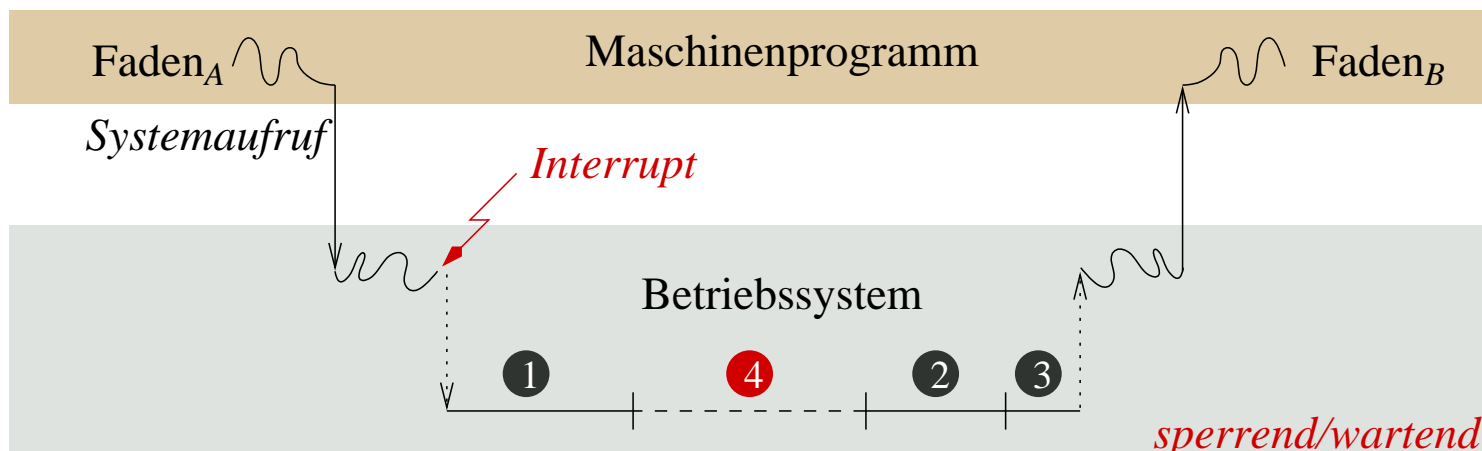 Faden_A Maschinenprogramm Faden_B
Systemaufruf
Interrupt
Betriebssystem
1 4 2 3
sperrend/wartend